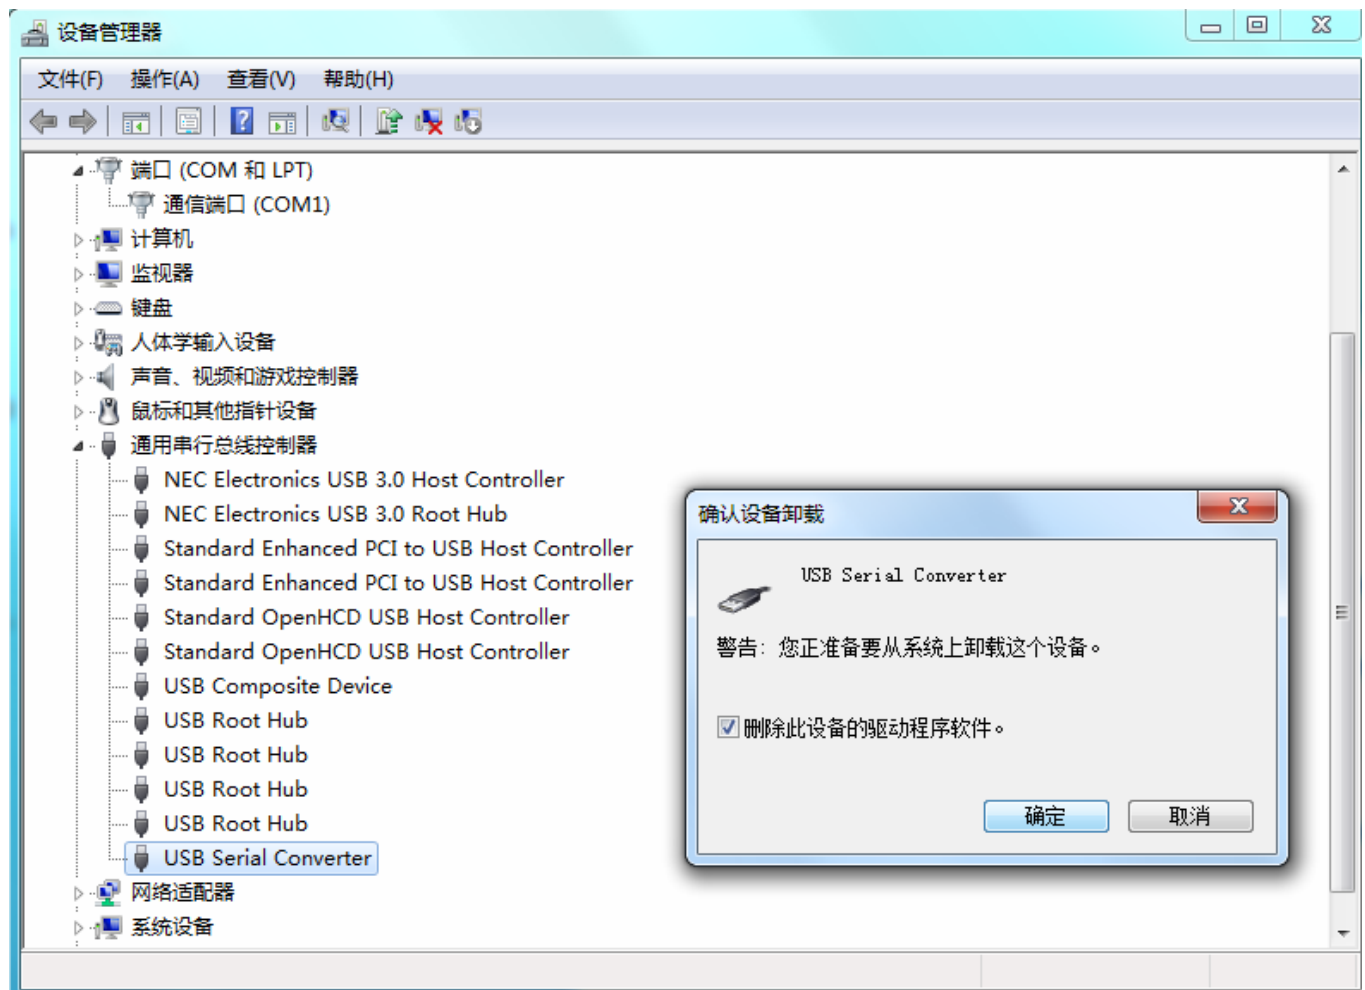 设备管理器
文件(F) 操作(A) 查看(V) 帮助(H)
端口 (COM 和 LPT)
通信端口 (COM1)
计算机
监视器
键盘
人体学输入设备
声音、视频和游戏控制器
鼠标和其他指针设备
通用串行总线控制器
NEC Electronics USB 3.0 Host Controller
NEC Electronics USB 3.0 Root Hub
Standard Enhanced PCI to USB Host Controller
Standard Enhanced PCI to USB Host Controller
Standard OpenHCD USB Host Controller
Standard OpenHCD USB Host Controller
USB Composite Device
USB Root Hub
USB Root Hub
USB Root Hub
USB Root Hub
USB Serial Converter
网络适配器
系统设备
确认设备卸载
USB Serial Converter
警告: 您正准备要从系统上卸载这个设备。
删除此设备的驱动程序软件。
确定 取消